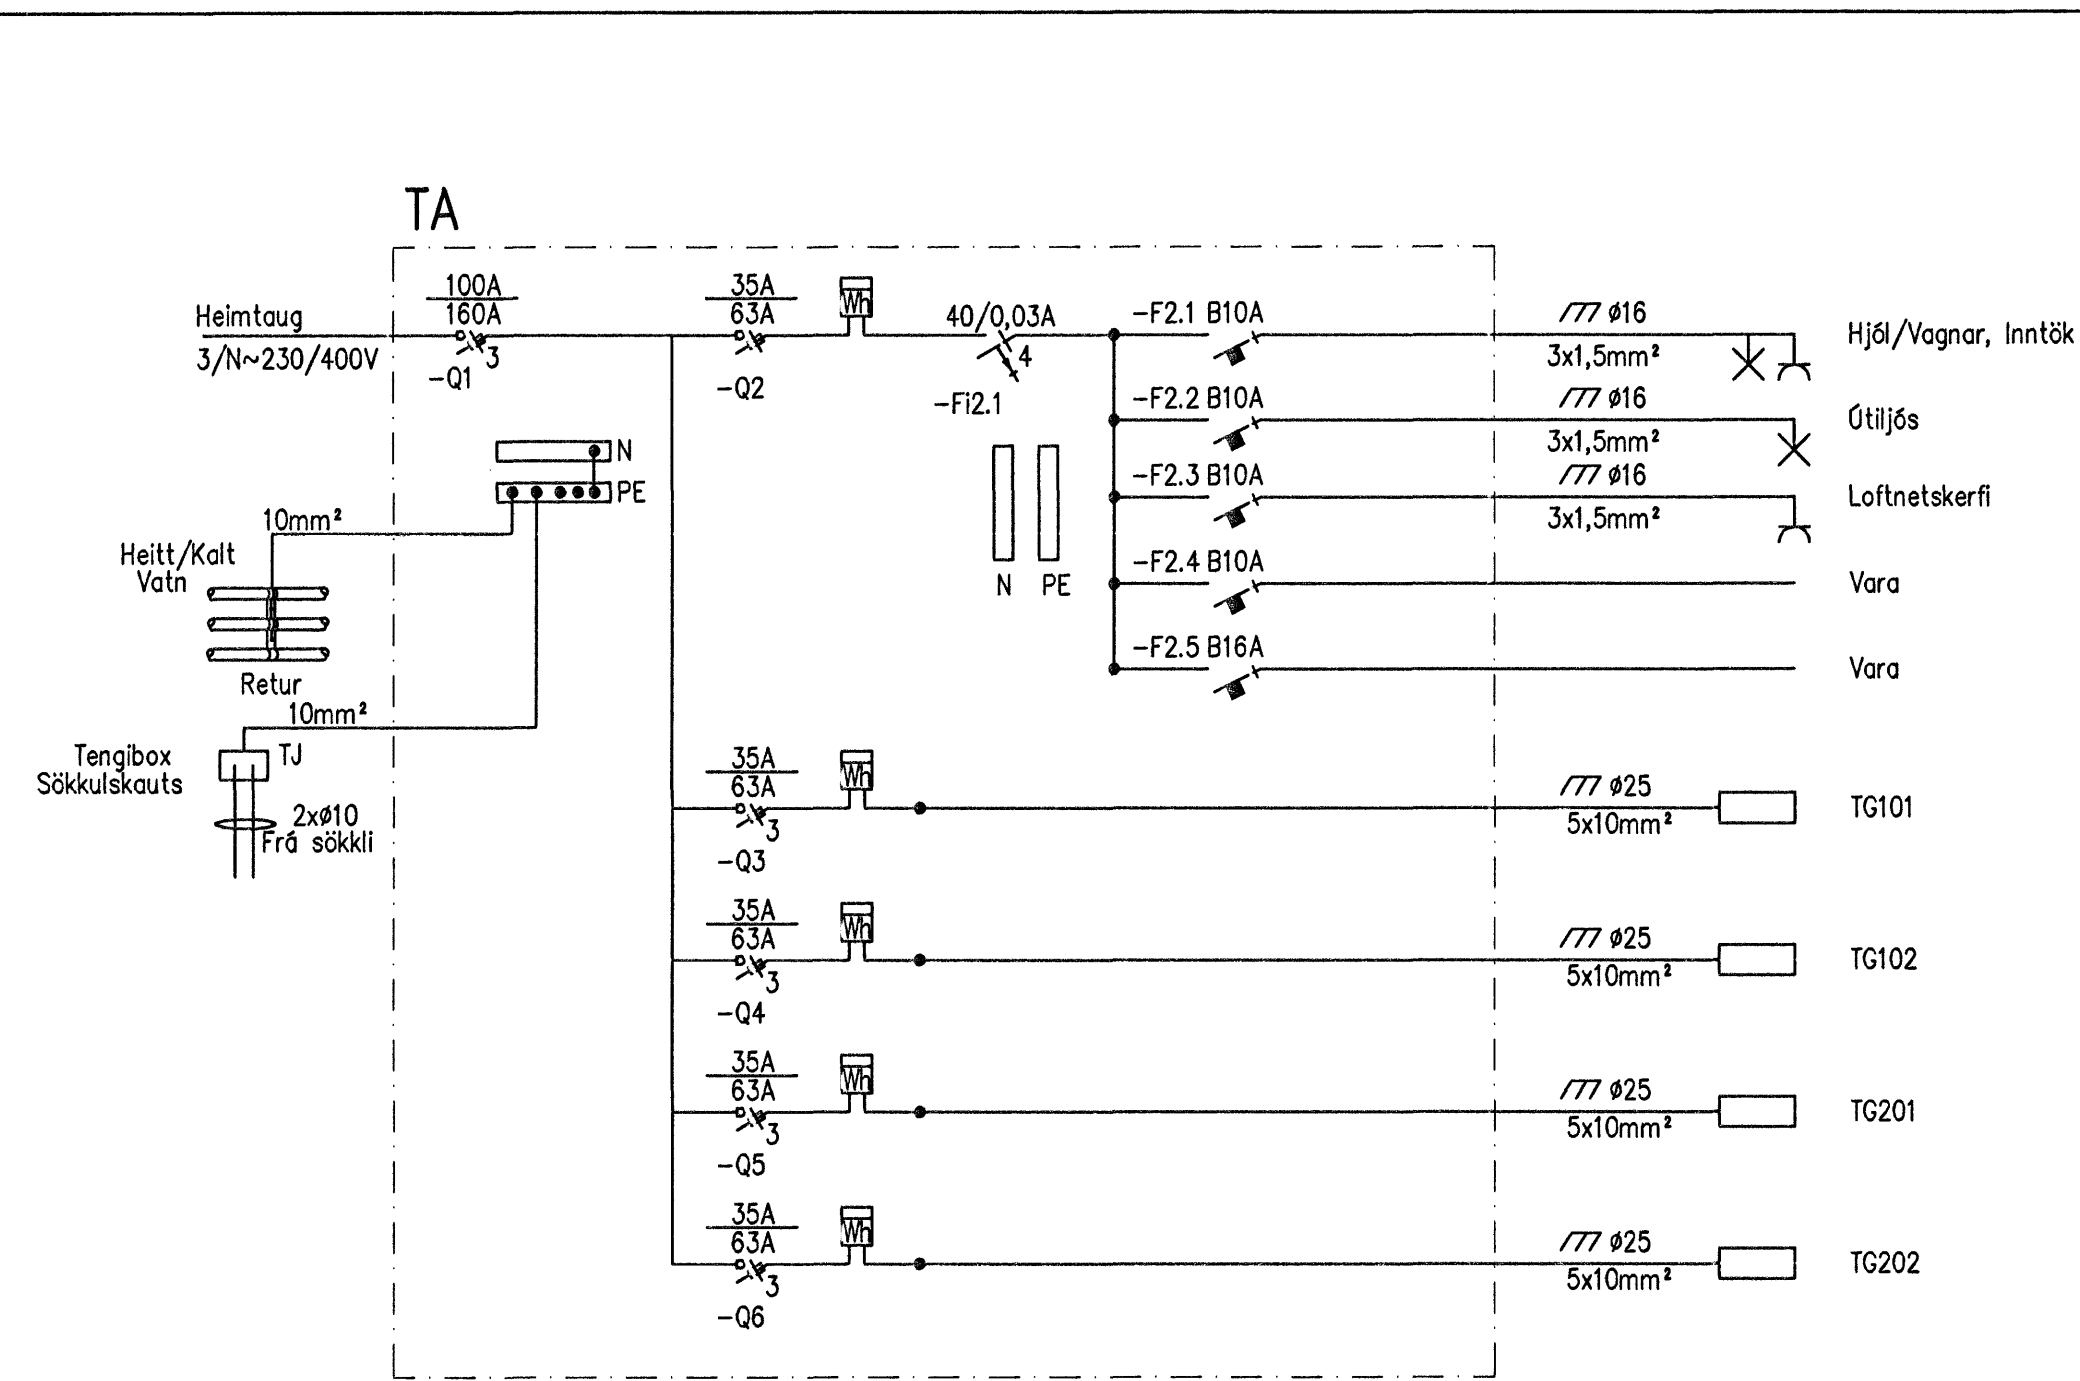 TA
Heimtaug
3/N~230/400V
100A
160A
3
-Q1
35A
63A
-Q2
Wh
40/0,03A
4
-Fi2.1
-F2.1 B10A
ø16
3x1,5mm²
Hjól/Vagnar, Inntök
-F2.2 B10A
ø16
3x1,5mm²
Útiljós
-F2.3 B10A
ø16
3x1,5mm²
Loftnetskerfi
-F2.4 B10A
Vara
-F2.5 B16A
Vara
N
PE
N PE
10mm²
Heitt/Kalt
Vatn
Retur
10mm²
Tengibox
Sökkulskauts
TJ
2xø10
Frá sökkli
35A
63A
3
-Q3
Wh
ø25
5x10mm²
TG101
35A
63A
3
-Q4
Wh
ø25
5x10mm²
TG102
35A
63A
3
-Q5
Wh
ø25
5x10mm²
TG201
35A
63A
3
-Q6
Wh
ø25
5x10mm²
TG202